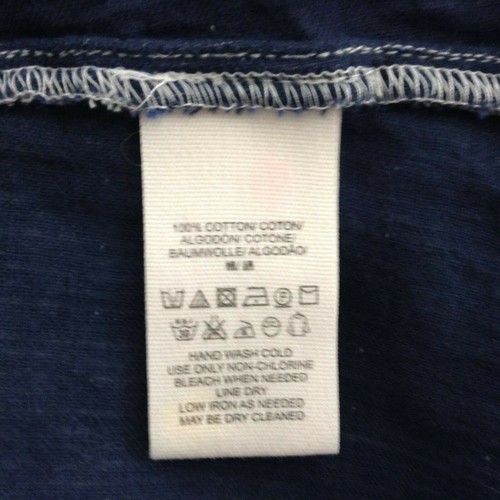 100% COTTON/ COTON/
ALGODÓN/ COTONE/
BAUMWOLLE/ ALGODÃO/
HAND WASH COLD
USE ONLY NON-CHLORINE
BLEACH WHEN NEEDED
LINE DRY
LOW IRON AS NEEDED
MAY BE DRY CLEANED